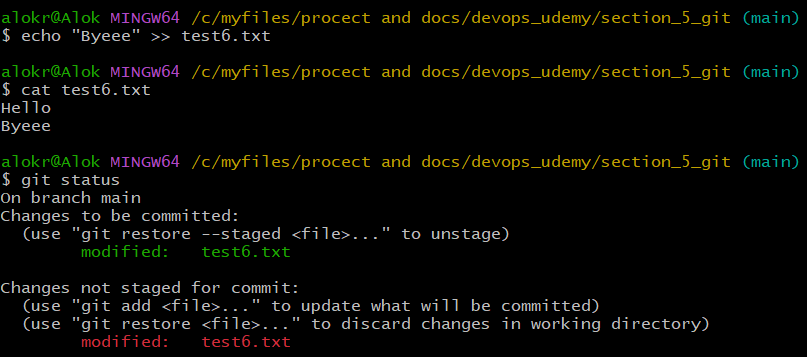 alokr@Alok MINGW64 /c/myfiles/procect and docs/devops_udemy/section_5_git (main)
$ echo "Byeee" >> test6.txt
alokr@Alok MINGW64 /c/myfiles/procect and docs/devops_udemy/section_5_git (main)
$ cat test6.txt
Hello
Byeee
alokr@Alok MINGW64 /c/myfiles/procect and docs/devops_udemy/section_5_git (main)
$ git status
On branch main
Changes to be committed:
  (use "git restore --staged <file>..." to unstage)
        modified:   test6.txt
Changes not staged for commit:
  (use "git add <file>..." to update what will be committed)
  (use "git restore <file>..." to discard changes in working directory)
        modified:   test6.txt